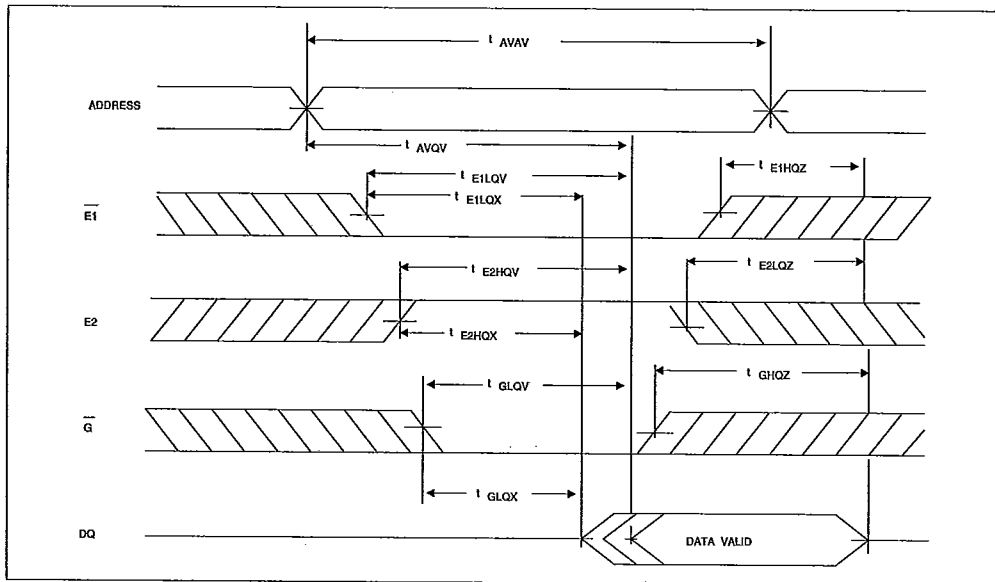 t AVAV
ADDRESS
t AVQV
t E1LQV
t E1HQZ
t E1LQX
E1
t E2HQV
t E2LQZ
E2
t E2HQX
t GLQV
t GHQZ
G
t GLQX
DQ
DATA VALID